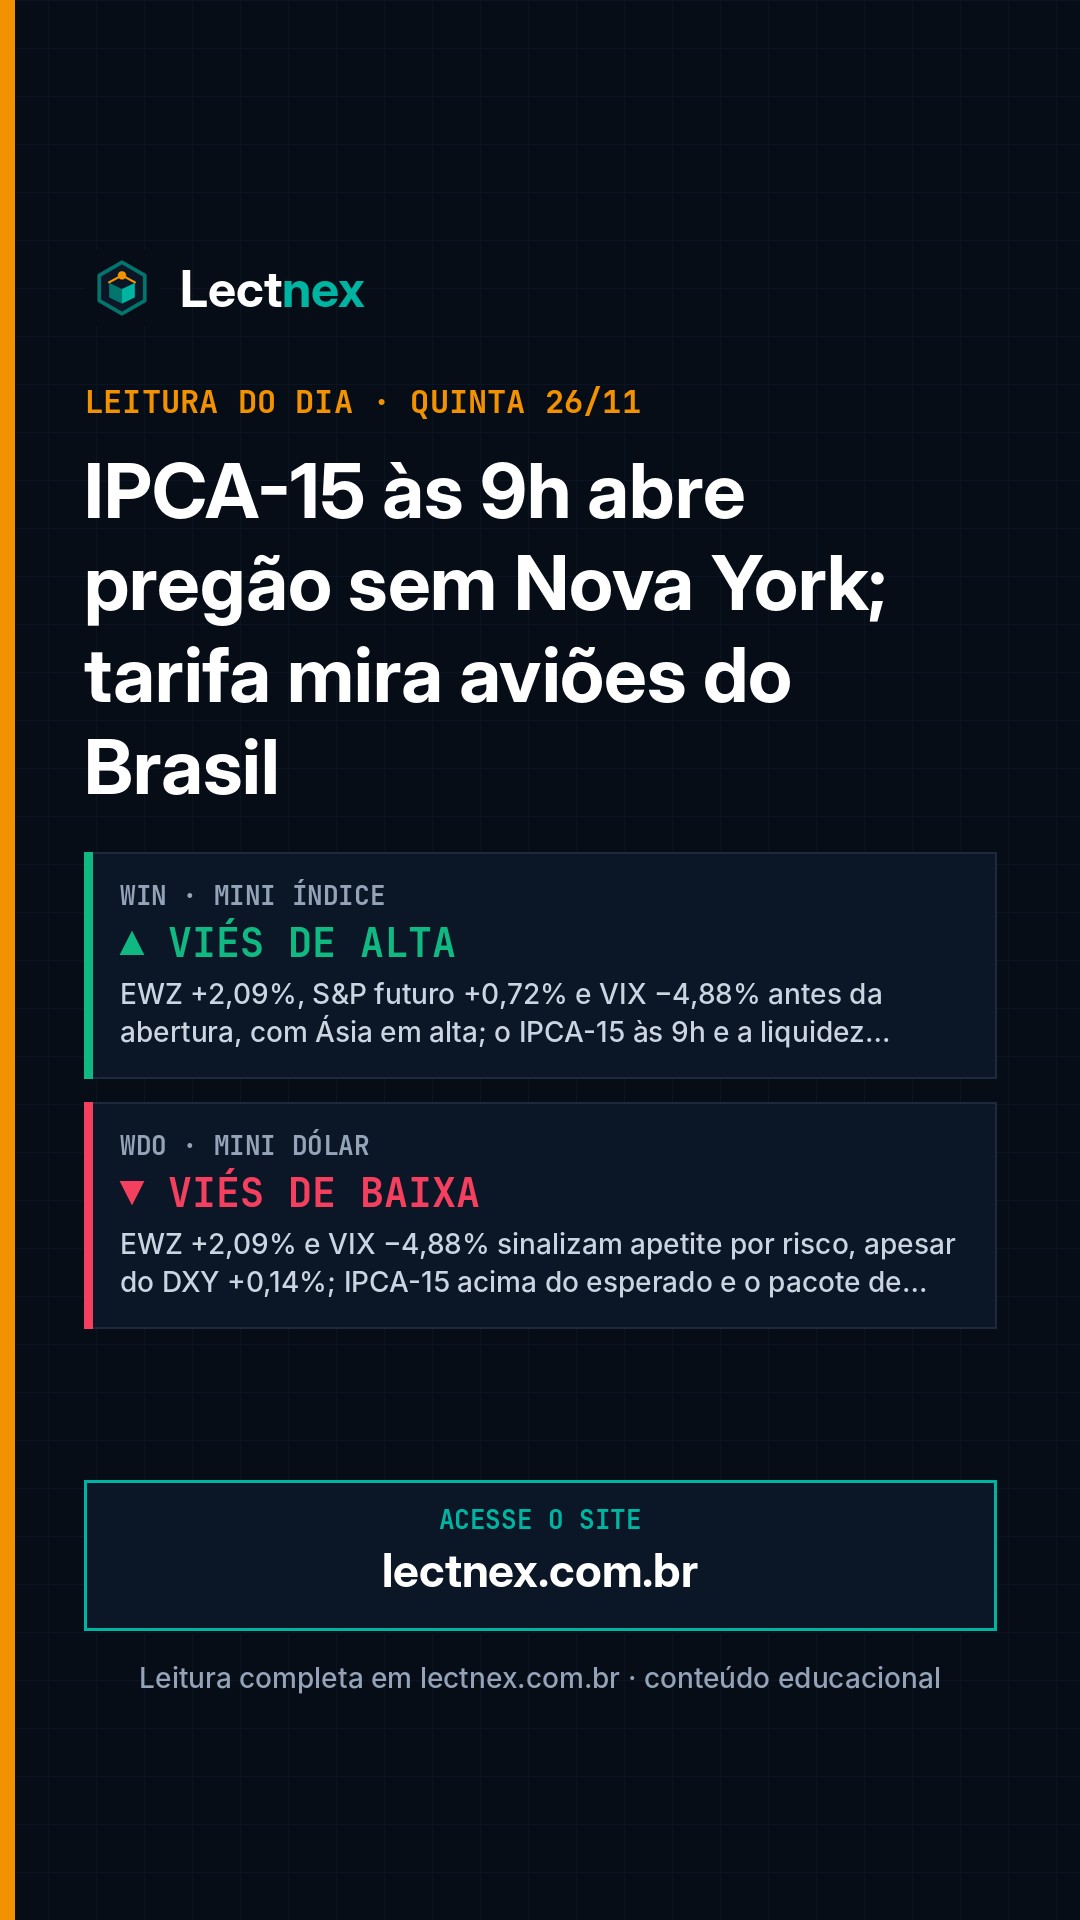 Lectnex
LEITURA DO DIA · QUINTA 26/11
IPCA-15 às 9h abre
pregão sem Nova York;
tarifa mira aviões do
Brasil
WIN · MINI ÍNDICE
▲ VIÉS DE ALTA
EWZ +2,09%, S&P futuro +0,72% e VIX −4,88% antes da
abertura, com Ásia em alta; o IPCA-15 às 9h e a liquidez...
WDO · MINI DÓLAR
▼ VIÉS DE BAIXA
EWZ +2,09% e VIX −4,88% sinalizam apetite por risco, apesar
do DXY +0,14%; IPCA-15 acima do esperado e o pacote de...
ACESSE O SITE
lectnex.com.br
Leitura completa em lectnex.com.br · conteúdo educacional